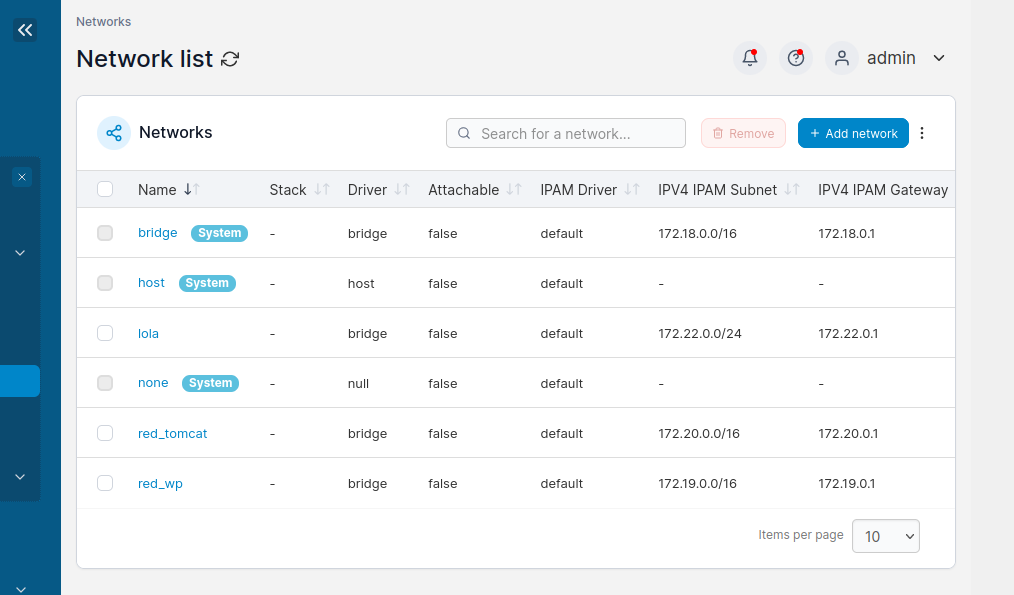 Networks
Network list
admin
Networks
Search for a network...
Remove
+ Add network
Name Stack Driver Attachable IPAM Driver IPV4 IPAM Subnet IPV4 IPAM Gateway
bridge System - bridge false default 172.18.0.0/16 172.18.0.1
host System - host false default - -
lola - bridge false default 172.22.0.0/24 172.22.0.1
none System - null false default - -
red_tomcat - bridge false default 172.20.0.0/16 172.20.0.1
red_wp - bridge false default 172.19.0.0/16 172.19.0.1
Items per page 10